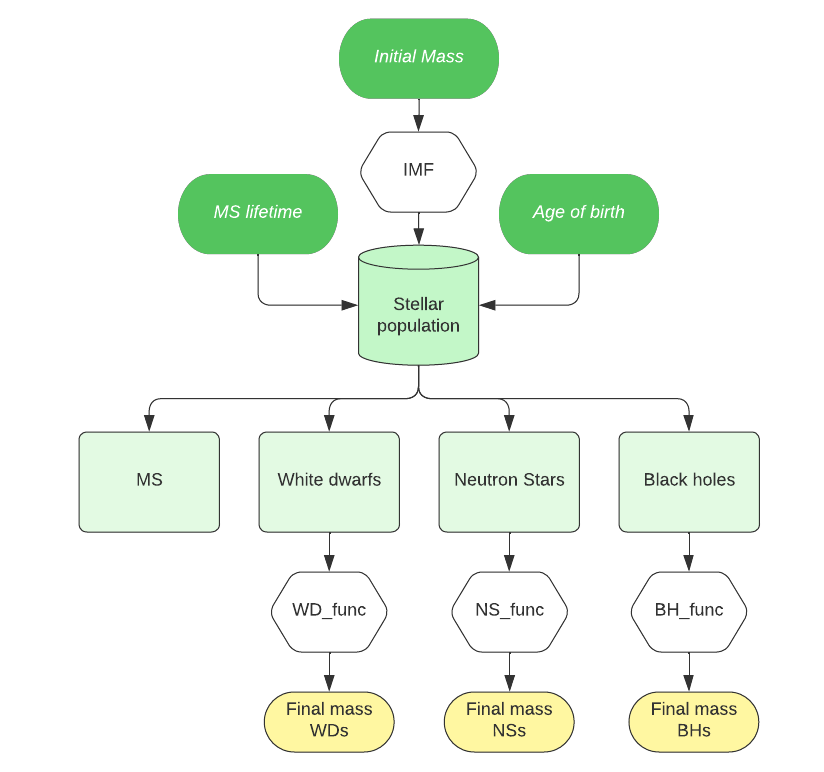 Initial Mass
IMF
MS lifetime
Age of birth
Stellar
population
MS
White dwarfs
Neutron Stars
Black holes
WD_func
NS_func
BH_func
Final mass
WDs
Final mass
NSs
Final mass
BHs